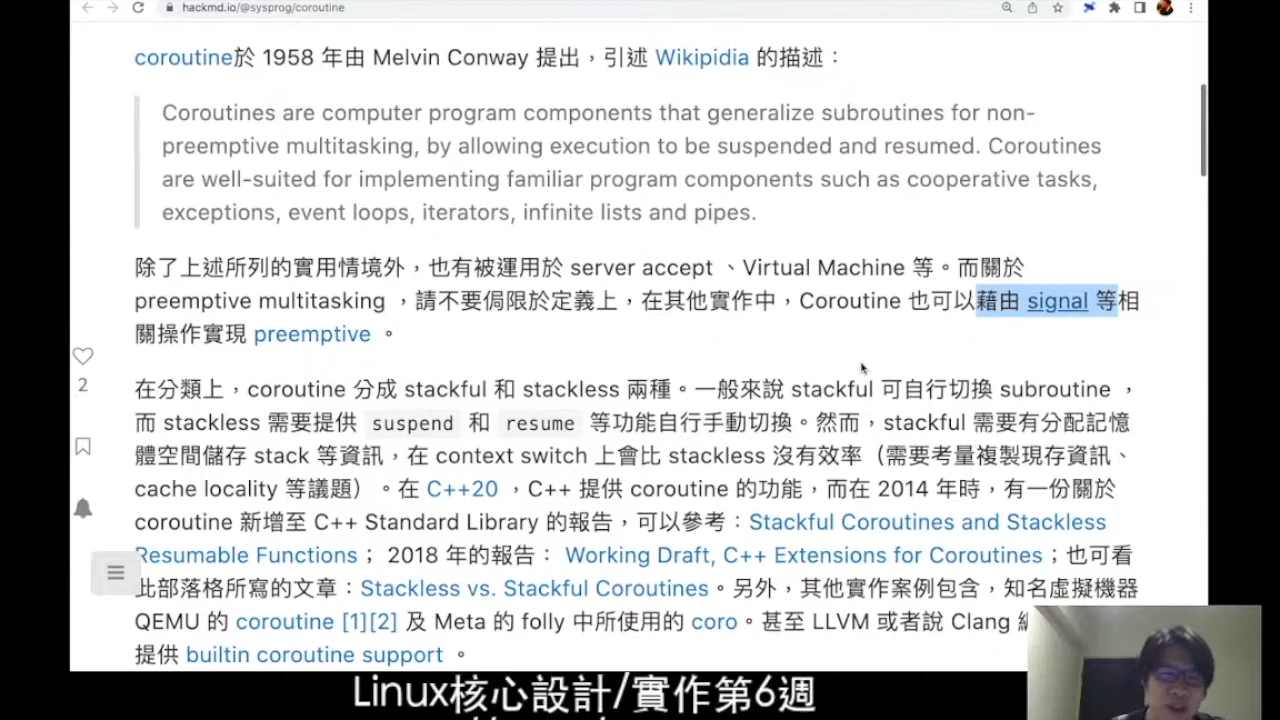 hackmd.io/@sysprog/coroutine
coroutine於 1958 年由 Melvin Conway 提出，引述 Wikipidia 的描述：
Coroutines are computer program components that generalize subroutines for non-
preemptive multitasking, by allowing execution to be suspended and resumed. Coroutines
are well-suited for implementing familiar program components such as cooperative tasks,
exceptions, event loops, iterators, infinite lists and pipes.
除了上述所列的實用情境外，也有被運用於 server accept 、Virtual Machine 等。而關於
preemptive multitasking ，請不要侷限於定義上，在其他實作中，Coroutine 也可以藉由 signal 等相
關操作實現 preemptive 。
2
在分類上，coroutine 分成 stackful 和 stackless 兩種。一般來說 stackful 可自行切換 subroutine ，
而 stackless 需要提供 suspend 和 resume 等功能自行手動切換。然而，stackful 需要有分配記憶
體空間儲存 stack 等資訊，在 context switch 上會比 stackless 沒有效率（需要考量複製現存資訊、
cache locality 等議題）。在 C++20 ，C++ 提供 coroutine 的功能，而在 2014 年時，有一份關於
coroutine 新增至 C++ Standard Library 的報告，可以參考：Stackful Coroutines and Stackless
Resumable Functions； 2018 年的報告： Working Draft, C++ Extensions for Coroutines；也可看
此部落格所寫的文章：Stackless vs. Stackful Coroutines。另外，其他實作案例包含，知名虛擬機器
QEMU 的 coroutine [1][2] 及 Meta 的 folly 中所使用的 coro。甚至 LLVM 或者說 Clang
提供 builtin coroutine support 。
Linux核心設計/實作第6週